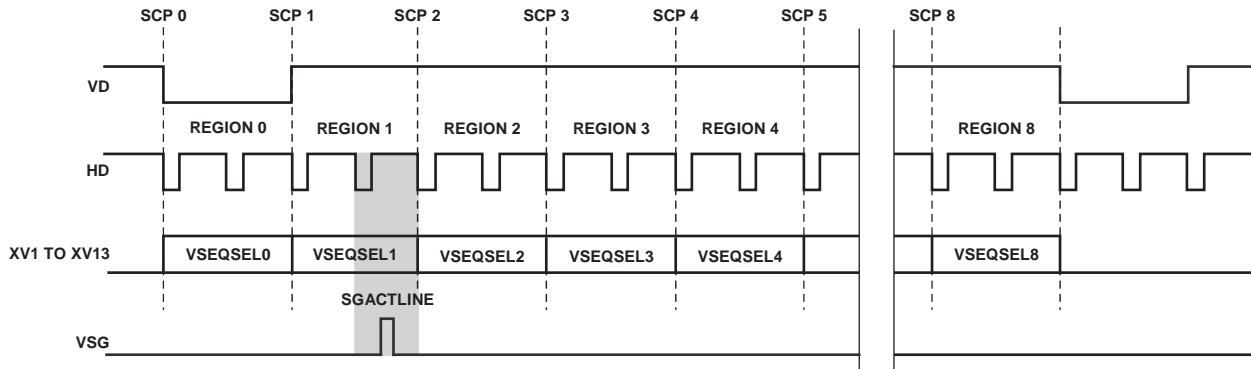 SCP 0 SCP 1 SCP 2 SCP 3 SCP 4 SCP 5 SCP 8
VD
REGION 0 REGION 1 REGION 2 REGION 3 REGION 4 REGION 8
HD
XV1 TO XV13 VSEQSEL0 VSEQSEL1 VSEQSEL2 VSEQSEL3 VSEQSEL4 VSEQSEL8
SGACTLINE
VSG